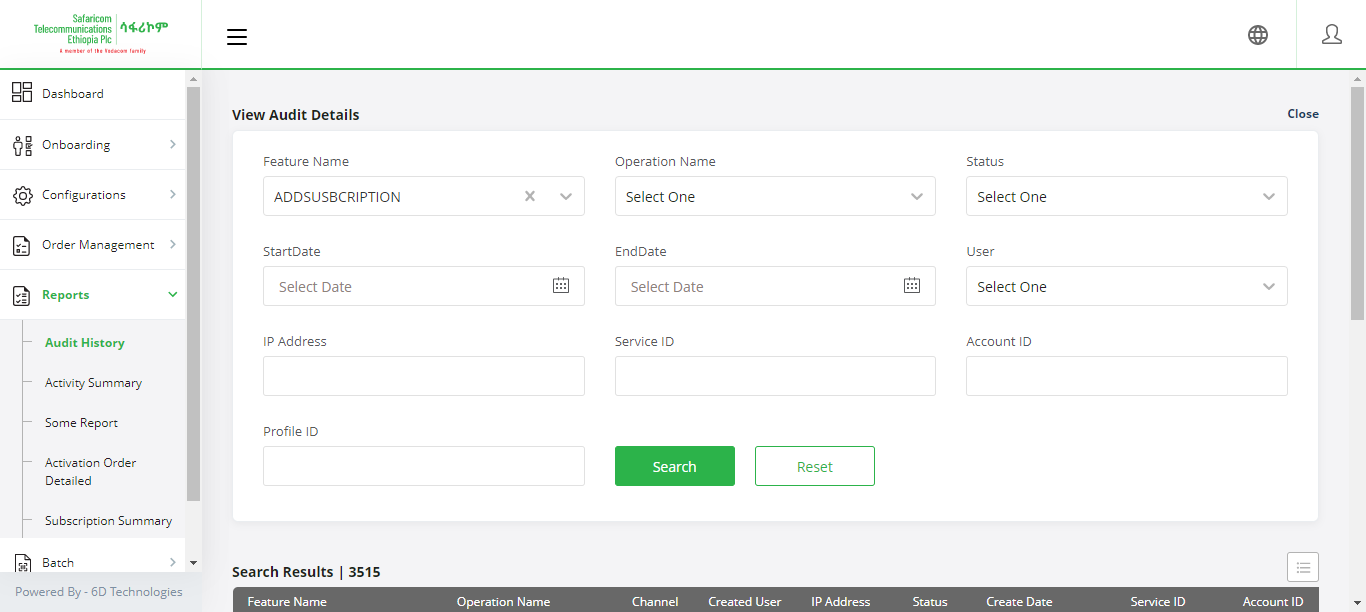 Safaricom
Telecommunications
Ethiopia Plc
ሳፋሪኮም
A member of the Vodacom family
Dashboard
Onboarding
Configurations
Order Management
Reports
Audit History
Activity Summary
Some Report
Activation Order
Detailed
Subscription Summary
Batch
Powered By - 6D Technologies
View Audit Details
Close
Feature Name
Operation Name
Status
ADDSUSBCRIPTION
Select One
Select One
StartDate
EndDate
User
Select Date
Select Date
Select One
IP Address
Service ID
Account ID
Profile ID
Search
Reset
Search Results | 3515
Feature Name Operation Name Channel Created User IP Address Status Create Date Service ID Account ID